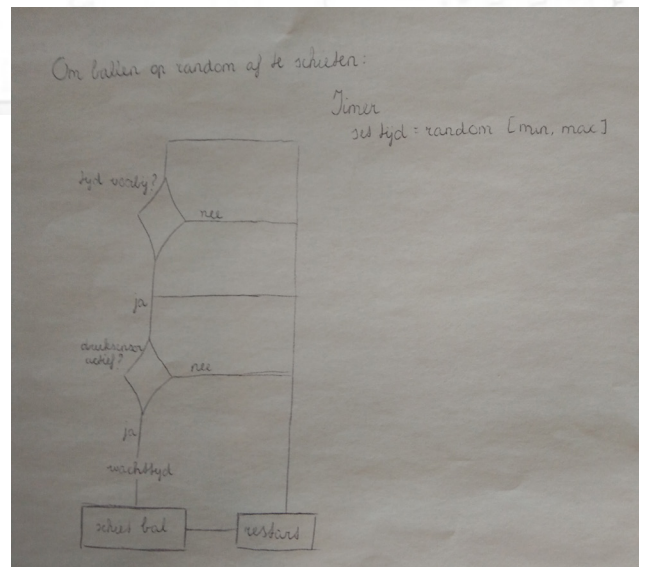 Om ballen op random af te schieten:
Timer
set tijd = random [min, max]
tijd voorbij?
nee
ja
druksensor
actief?
nee
ja
wachttijd
schiet bal
restart